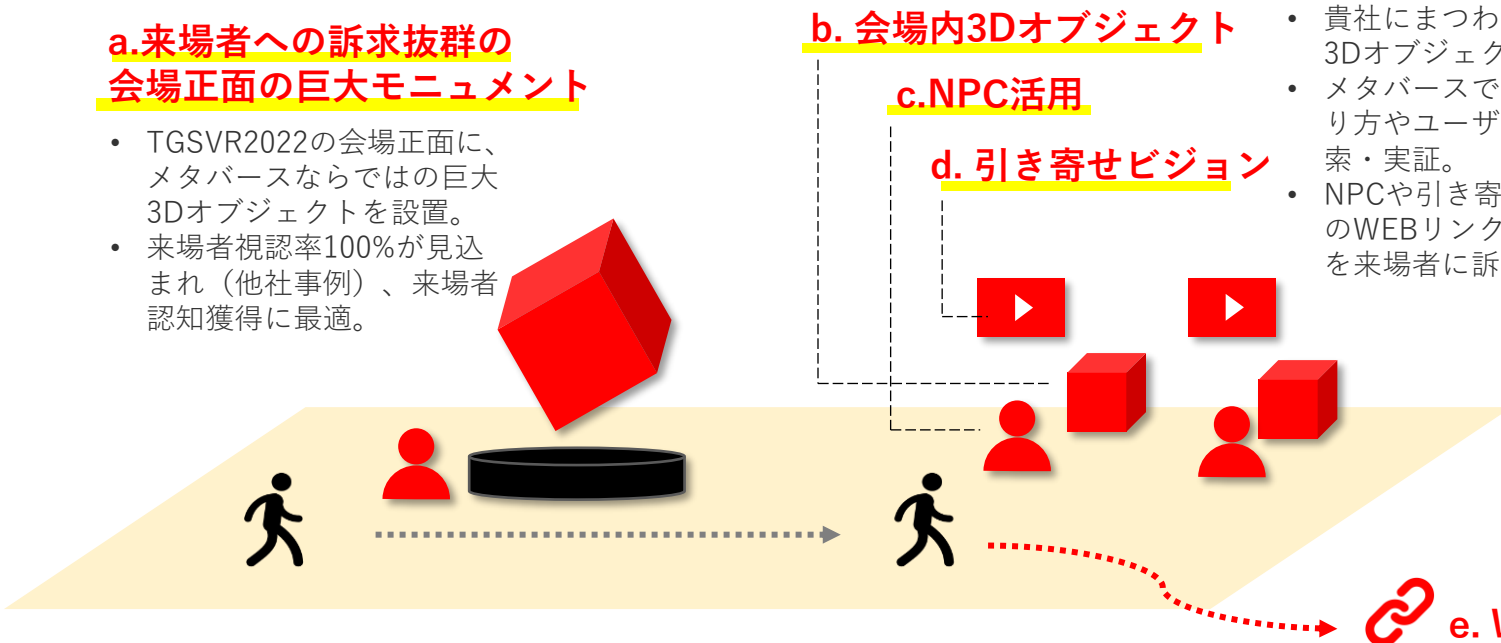 a.来場者への訴求抜群の
会場正面の巨大モニュメント
• TGSVR2022の会場正面に、
メタバースならではの巨大
3Dオブジェクトを設置。
• 来場者視認率100%が見込
まれ（他社事例）、来場者
認知獲得に最適。
b. 会場内3Dオブジェクト
c.NPC活用
d. 引き寄せビジョン
• 貴社にまつわ
3Dオブジェク
• メタバースで
り方やユーザ
索・実証。
• NPCや引き寄
のWEBリンク
を来場者に訴
e.